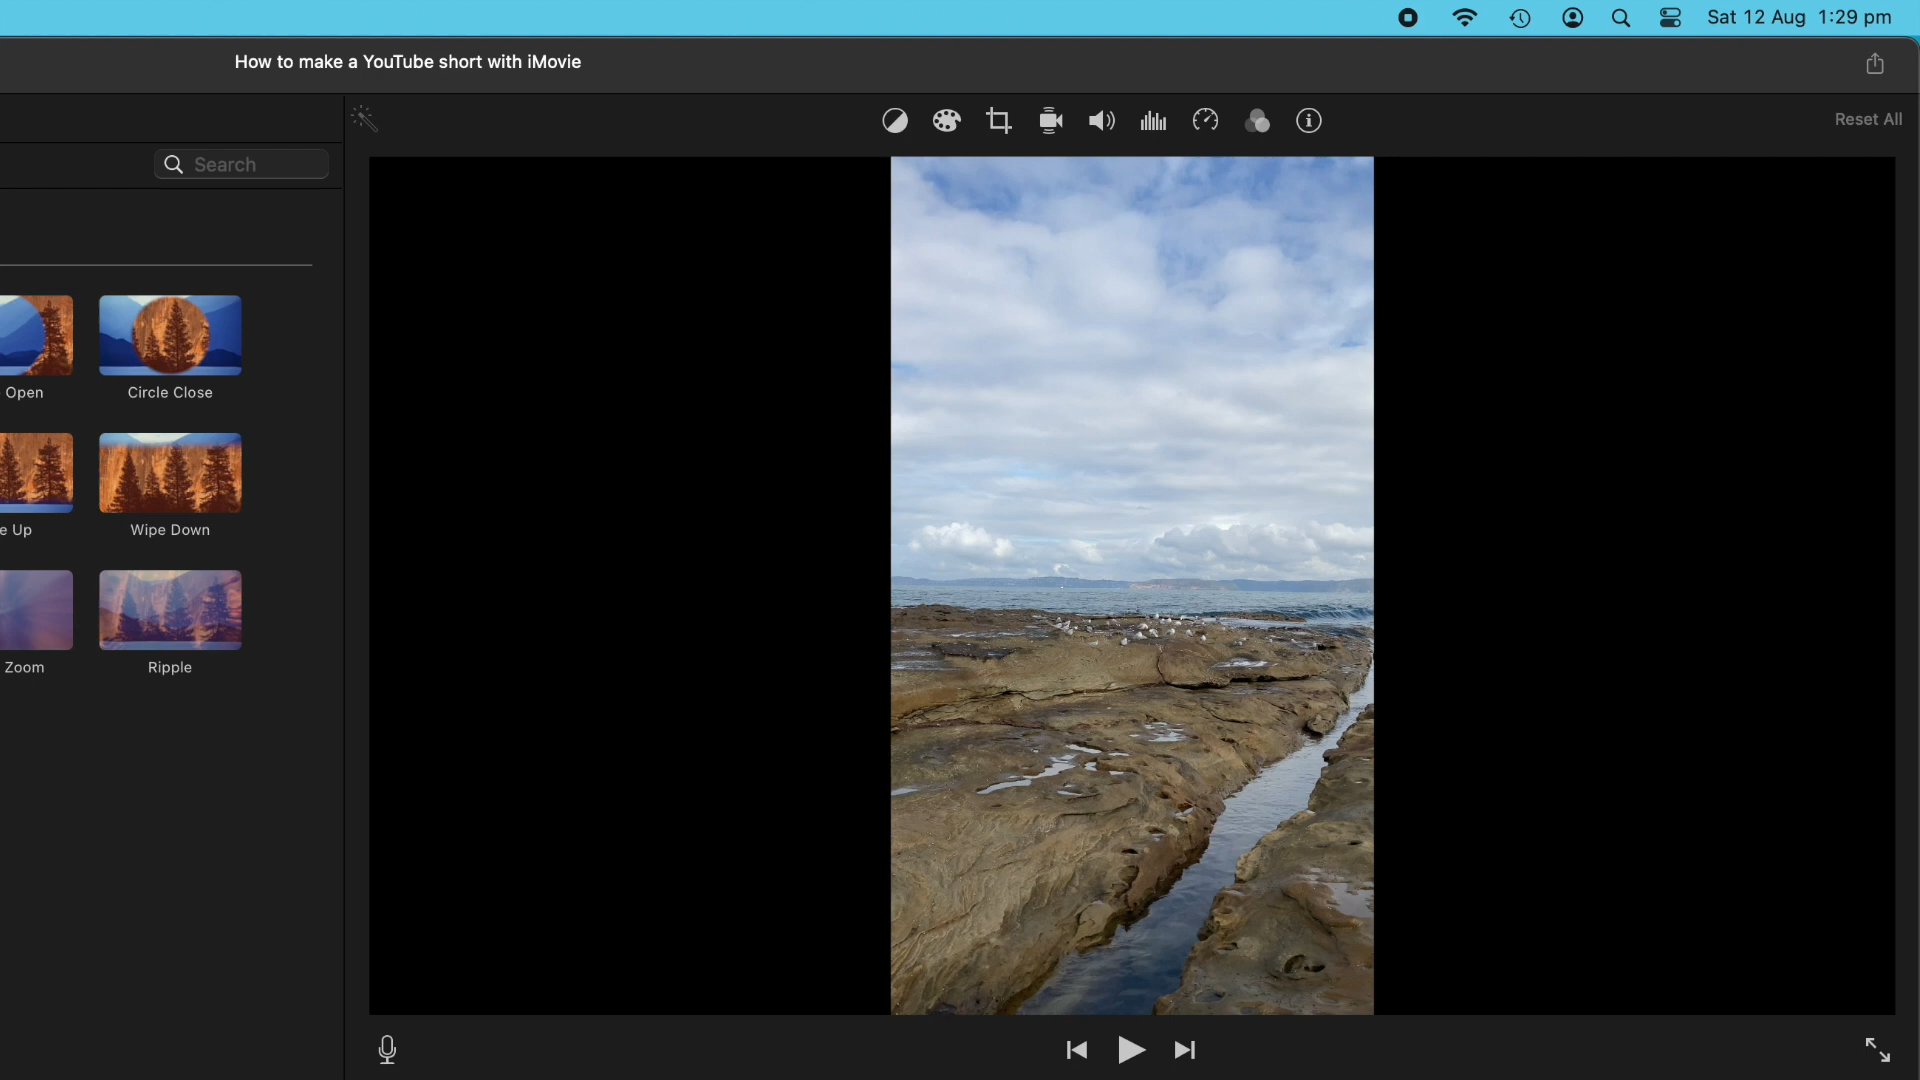 Sat 12 Aug 1:29 pm
How to make a YouTube short with iMovie
Reset All
Search
Open
Circle Close
e Up
Wipe Down
Zoom
Ripple